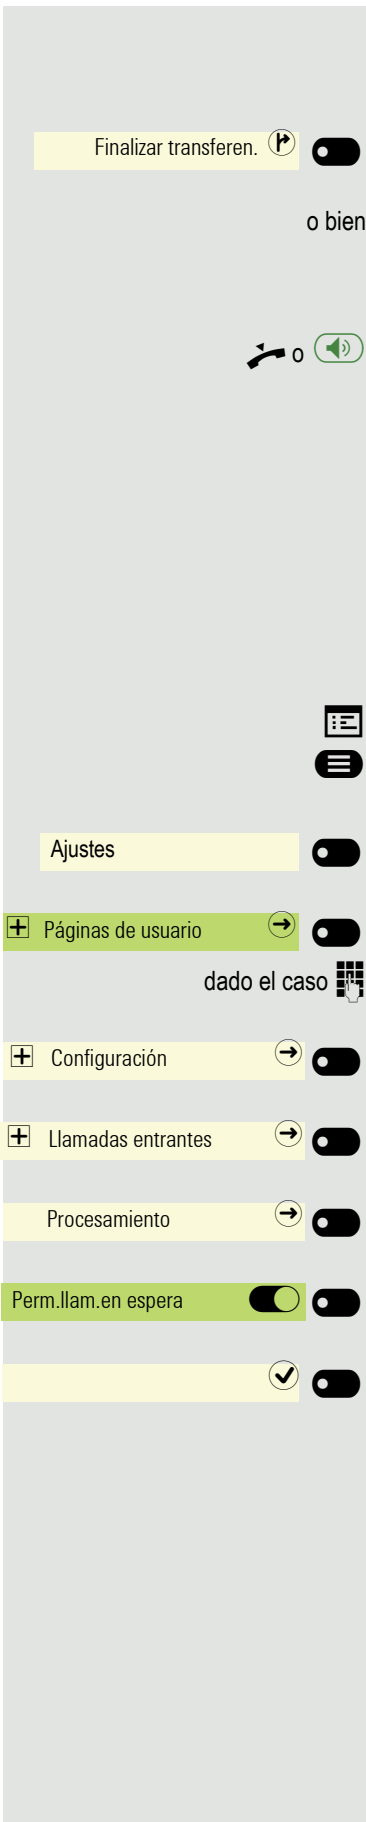 Finalizar transferen.
o bien
o
Ajustes
Páginas de usuario
dado el caso
Configuración
Llamadas entrantes
Procesamiento
Perm.llam.en espera